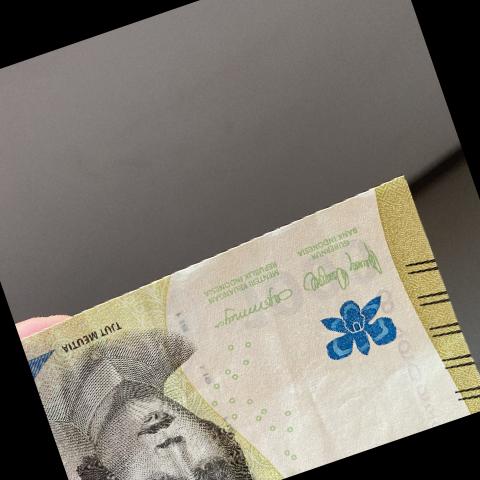 GUBERNUR
BANK INDONESIA
MENTERI KEUANGAN
REPUBLIK INDONESIA
TJUT MEUTIA